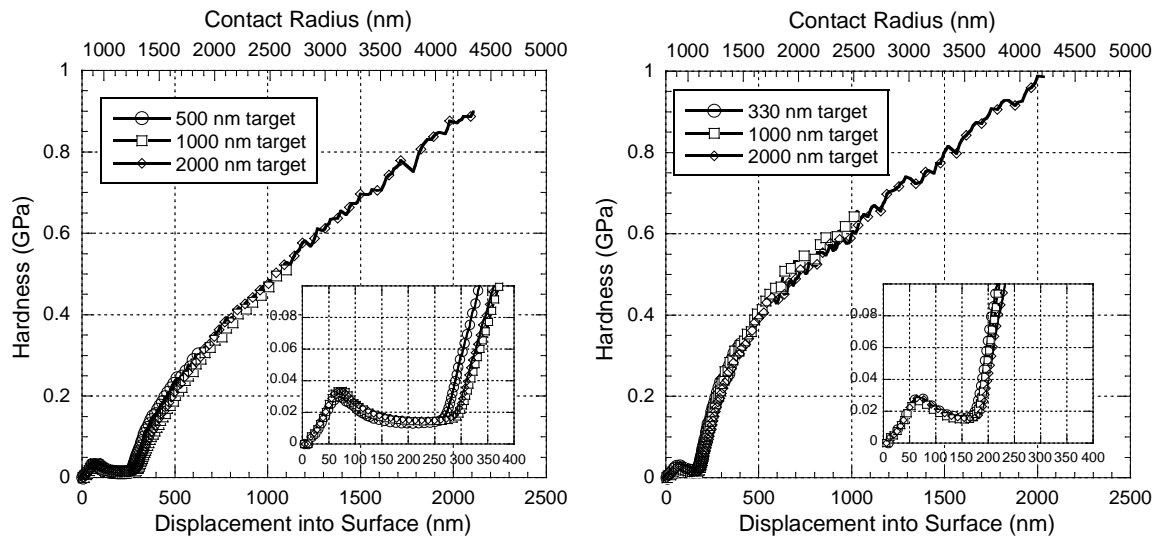 Contact Radius (nm)
1000 1500 2000 2500 3000 3500 4000 4500 5000
1
0.8
0.6
0.4
0.2
0
Hardness (GPa)
500 nm target
1000 nm target
2000 nm target
0.08
0.06
0.04
0.02
0
0 50 100 150 200 250 300 350 400
0 500 1000 1500 2000 2500
Displacement into Surface (nm)
Contact Radius (nm)
1000 1500 2000 2500 3000 3500 4000 4500 5000
1
0.8
0.6
0.4
0.2
0
Hardness (GPa)
330 nm target
1000 nm target
2000 nm target
0.08
0.06
0.04
0.02
0
0 50 100 150 200 250 300 350 400
0 500 1000 1500 2000 2500
Displacement into Surface (nm)